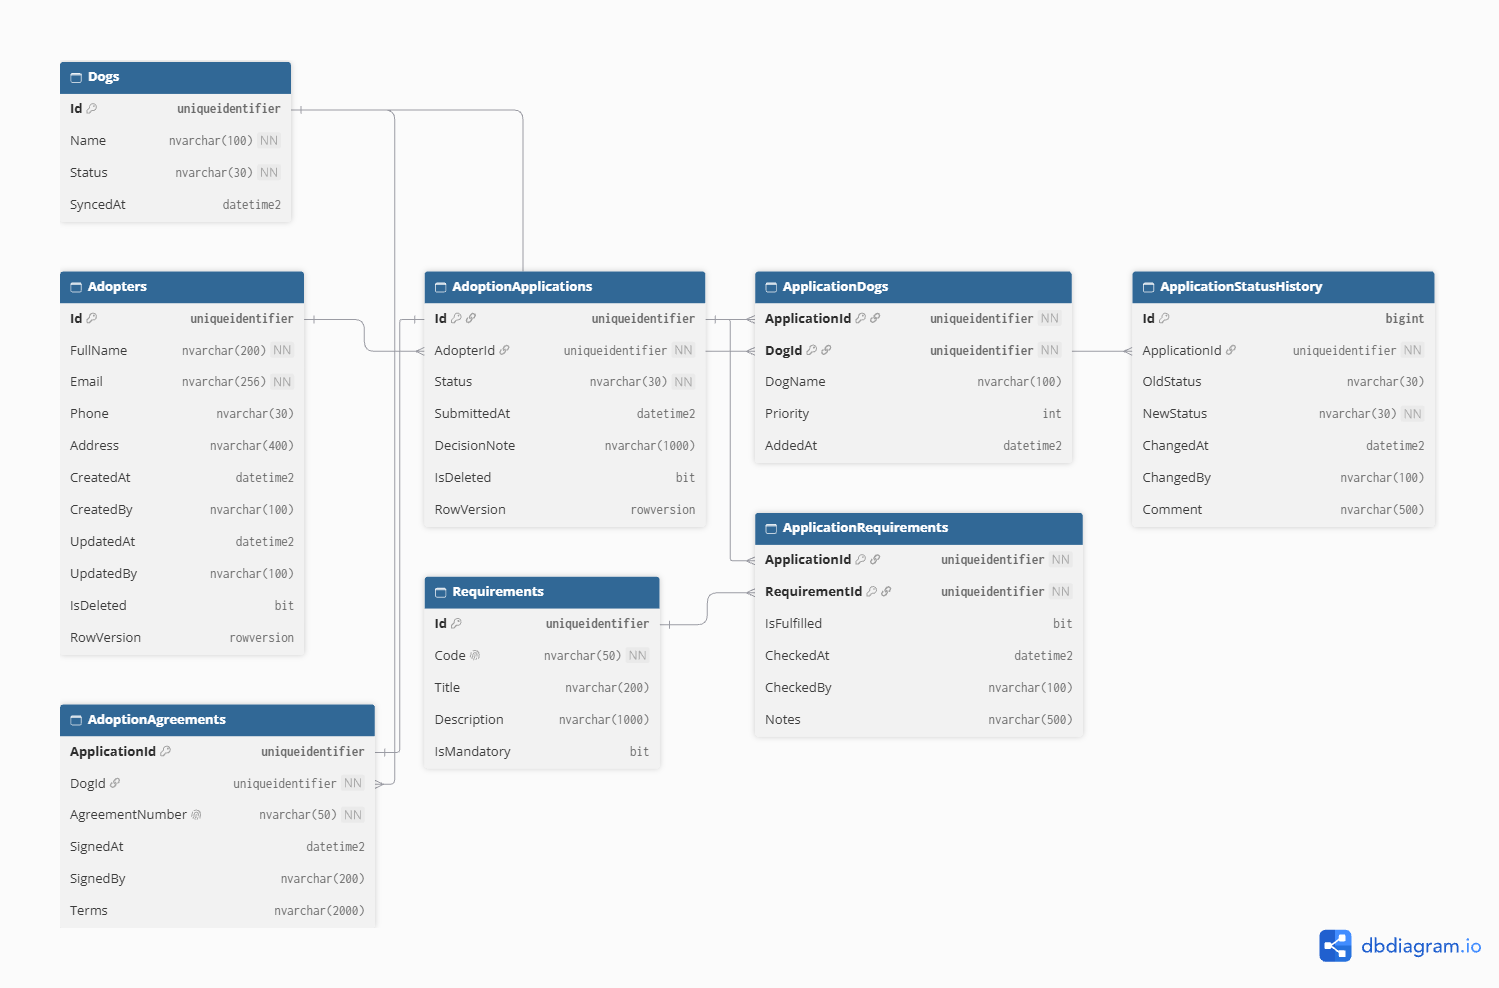 Dogs
Id uniqueidentifier
Name nvarchar(100) NN
Status nvarchar(30) NN
SyncedAt datetime2
Adopters
Id uniqueidentifier
FullName nvarchar(200) NN
Email nvarchar(256) NN
Phone nvarchar(30)
Address nvarchar(400)
CreatedAt datetime2
CreatedBy nvarchar(100)
UpdatedAt datetime2
UpdatedBy nvarchar(100)
IsDeleted bit
RowVersion rowversion
AdoptionApplications
Id uniqueidentifier
AdopterId uniqueidentifier NN
Status nvarchar(30) NN
SubmittedAt datetime2
DecisionNote nvarchar(1000)
IsDeleted bit
RowVersion rowversion
ApplicationDogs
ApplicationId uniqueidentifier NN
DogId uniqueidentifier NN
DogName nvarchar(100)
Priority int
AddedAt datetime2
ApplicationStatusHistory
Id bigint
ApplicationId uniqueidentifier NN
OldStatus nvarchar(30)
NewStatus nvarchar(30) NN
ChangedAt datetime2
ChangedBy nvarchar(100)
Comment nvarchar(500)
ApplicationRequirements
ApplicationId uniqueidentifier NN
RequirementId uniqueidentifier NN
IsFulfilled bit
CheckedAt datetime2
CheckedBy nvarchar(100)
Notes nvarchar(500)
Requirements
Id uniqueidentifier
Code nvarchar(50) NN
Title nvarchar(200)
Description nvarchar(1000)
IsMandatory bit
AdoptionAgreements
ApplicationId uniqueidentifier
DogId uniqueidentifier NN
AgreementNumber nvarchar(50) NN
SignedAt datetime2
SignedBy nvarchar(200)
Terms nvarchar(2000)
dbdiagram.io